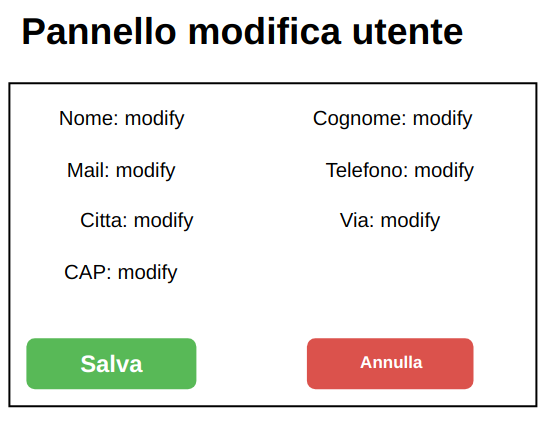 Pannello modifica utente
Nome: modify
Cognome: modify
Mail: modify
Telefono: modify
Citta: modify
Via: modify
CAP: modify
Salva
Annulla